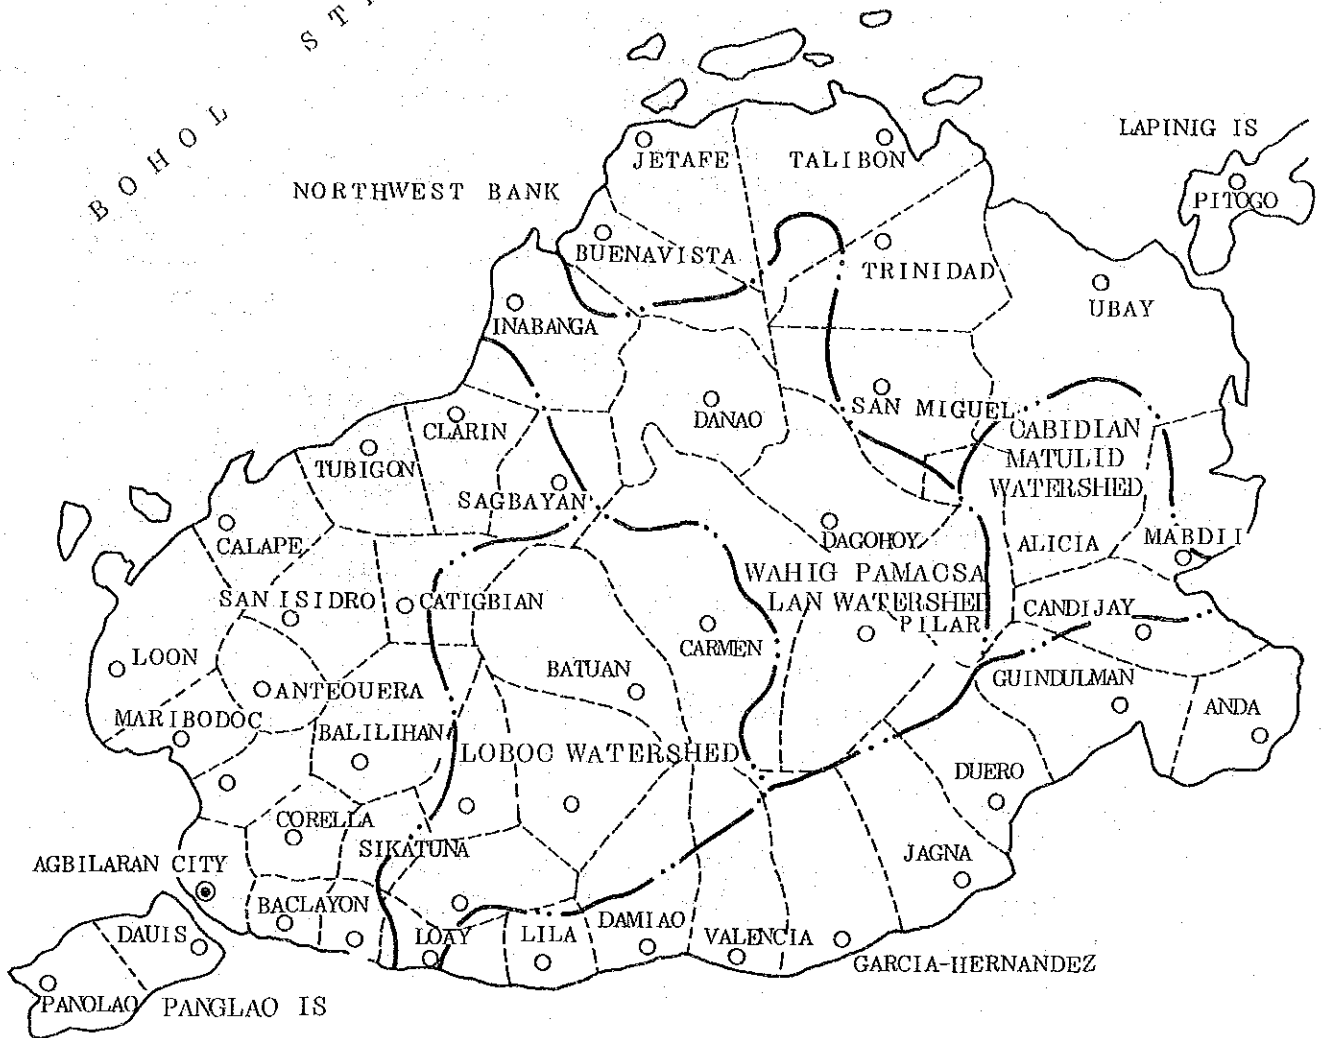 BOHOL ST
LAPINIG IS
JETAFE
TALIBON
NORTHWEST BANK
PITOGO
BUENAVISTA
TRINIDAD
UBAY
INABANGA
SAN MIGUEL
DANAO
CLARIN
CABIDIAN
MATULID
WATERSHED
TUBIGON
SAGBAYAN
DAGOHOY
CALAPE
ALICIA
MABDII
WAHIG PAMACSA
LAN WATERSHED
SAN ISIDRO
CATIGBIAN
CANDIJAY
PILAR
CARMEN
LOON
BATUAN
GUINDULMAN
ANTEQUERA
MARIBODOC
ANDA
BALILIHAN
LOBOC WATERSHED
DUERO
CORELLA
SIKATUNA
JAGNA
AGBILARAN CITY
BACLAYON
DAMIAO
DAUIS
LOAY
LILA
VALENCIA
GARCIA-HERNANDEZ
PANOLAO
PANGLAO IS